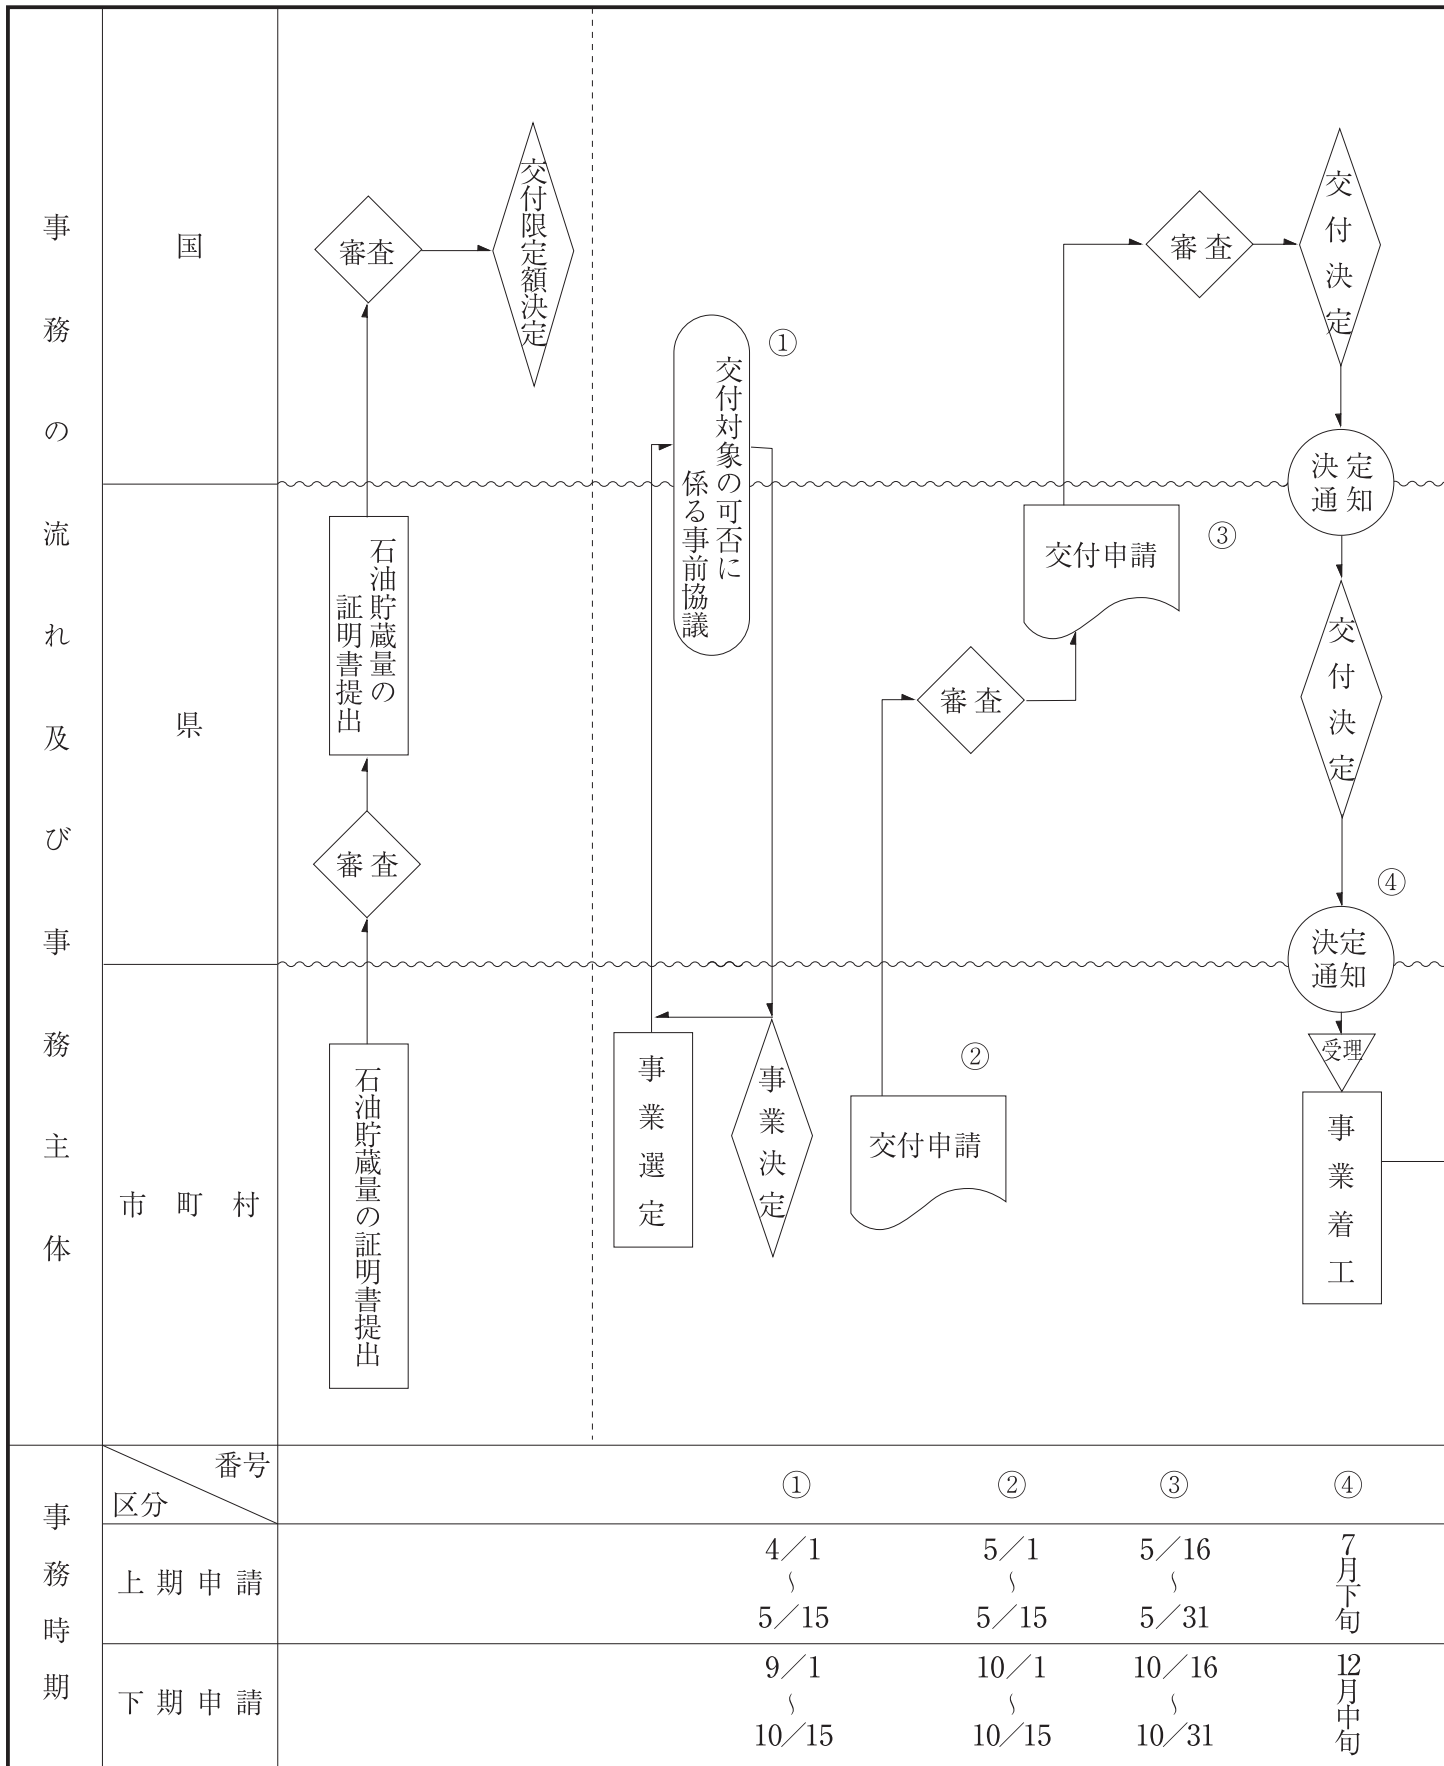 事務の流れ及び事務主体
国
県
市町村
審査
交付限定額決定
石油貯蔵量の
証明書提出
審査
石油貯蔵量の証明書提出
①
交付対象の可否に
係る事前協議
事業選定
事業決定
②
交付申請
審査
③
交付申請
審査
交付決定
決定
通知
交付決定
④
決定
通知
受理
事業着工
事務時期
番号
区分
① ② ③ ④
上期申請
4/1
~
5/15
5/1
~
5/15
5/16
~
5/31
7月下旬
下期申請
9/1
~
10/15
10/1
~
10/15
10/16
~
10/31
12月中旬